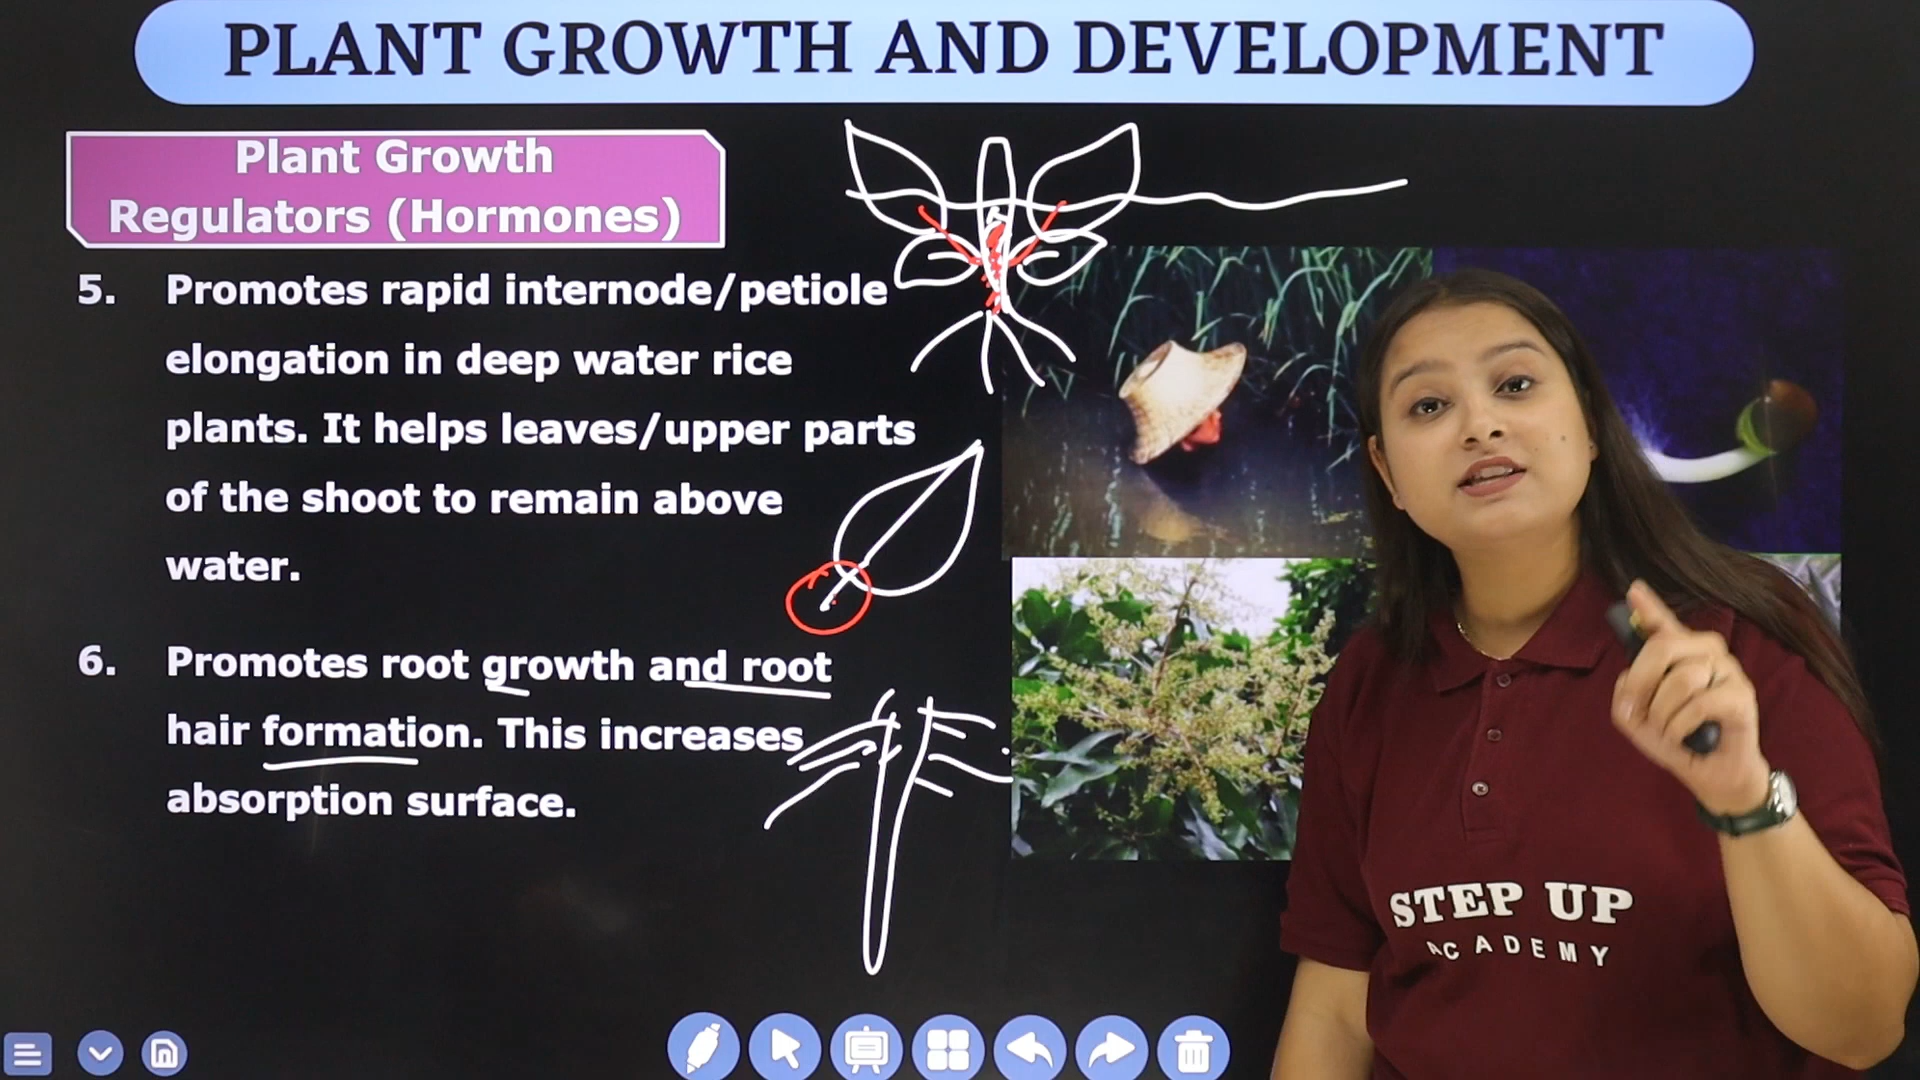 PLANT GROWTH AND DEVELOPMENT
Plant Growth
Regulators (Hormones)
5. Promotes rapid internode/petiole
elongation in deep water rice
plants. It helps leaves/upper parts
of the shoot to remain above
water.
6. Promotes root growth and root
hair formation. This increases
absorption surface.
STEP UP
ACADEMY